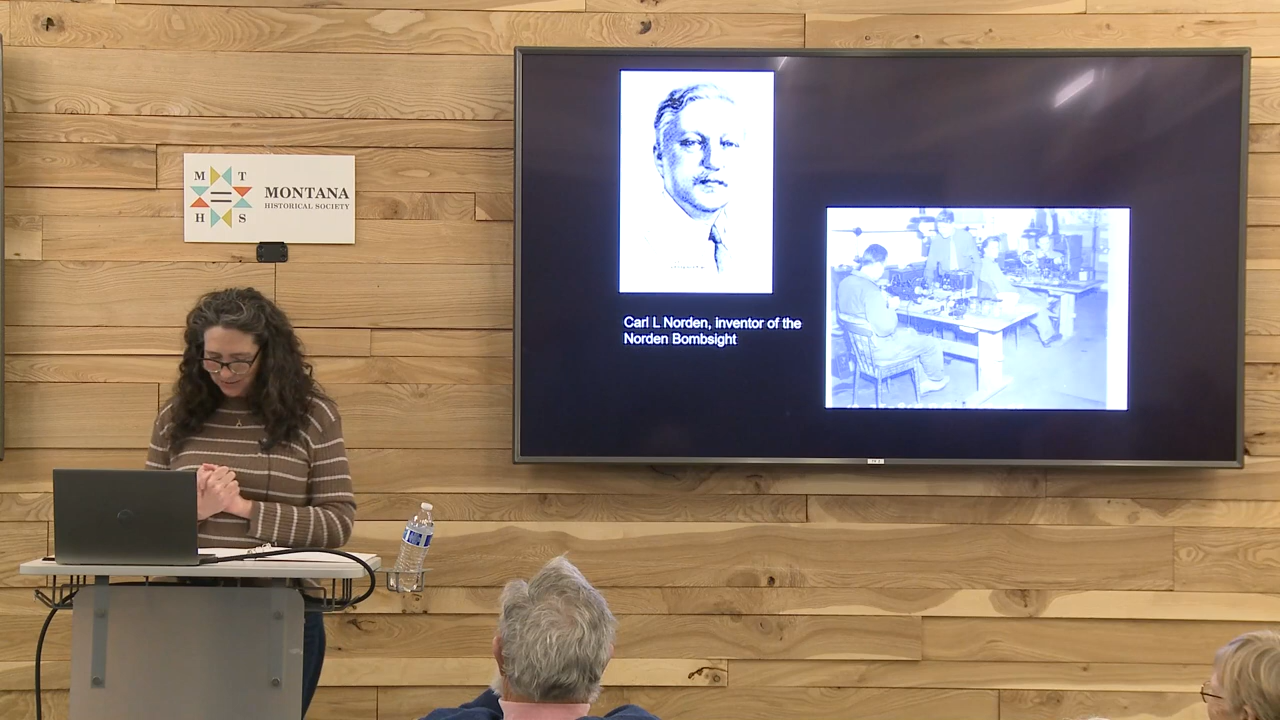 M T
H S
MONTANA
HISTORICAL SOCIETY
Carl L Norden, inventor of the
Norden Bombsight